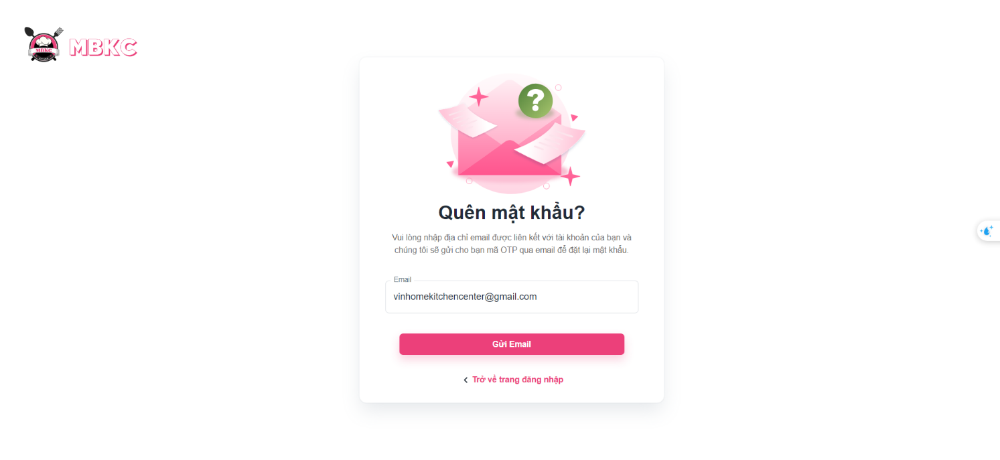 MBKC
MBKC
?
Quên mật khẩu?
Vui lòng nhập địa chỉ email được liên kết với tài khoản của bạn và
chúng tôi sẽ gửi cho bạn mã OTP qua email để đặt lại mật khẩu.
Email
vinhomekitchencenter@gmail.com
Gửi Email
Trở về trang đăng nhập